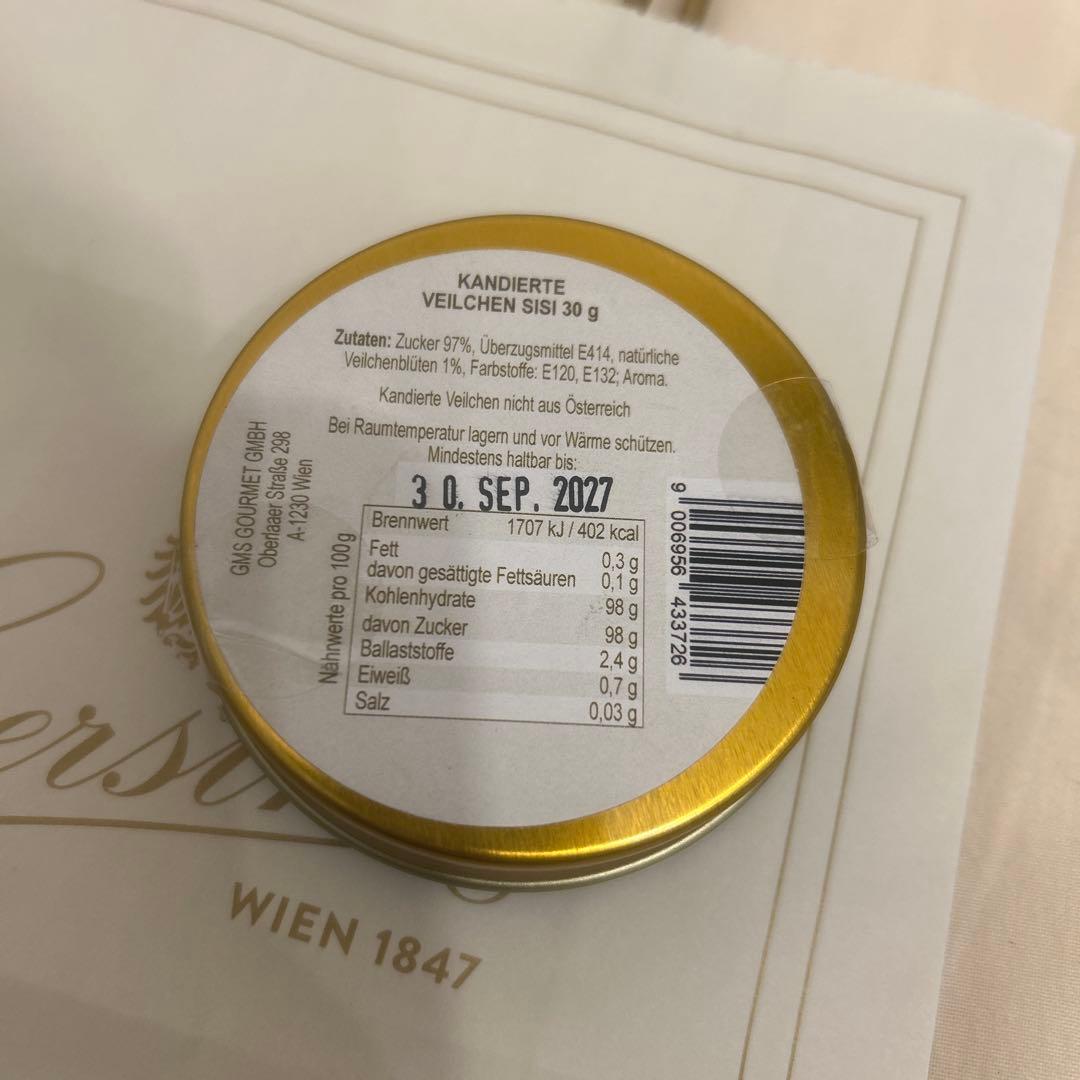 KANDIERTE
VEILCHEN SISI 30 g
Zutaten: Zucker 97%, Überzugsmittel E414, natürliche
Veilchenblüten 1%, Farbstoffe: E120, E132; Aroma.
Kandierte Veilchen nicht aus Österreich
Bei Raumtemperatur lagern und vor Wärme schützen.
Mindestens haltbar bis:
3 0. SEP. 2027
GMS GOURMET GMBH
Oberlaaer Straße 298
A-1230 Wien
Nährwerte pro 100g
Brennwert 1707 kJ / 402 kcal
Fett 0,3 g
davon gesättigte Fettsäuren 0,1 g
Kohlenhydrate 98 g
davon Zucker 98 g
Ballaststoffe 2,4 g
Eiweiß 0,7 g
Salz 0,03 g
9 006956 433726
WIEN 1847